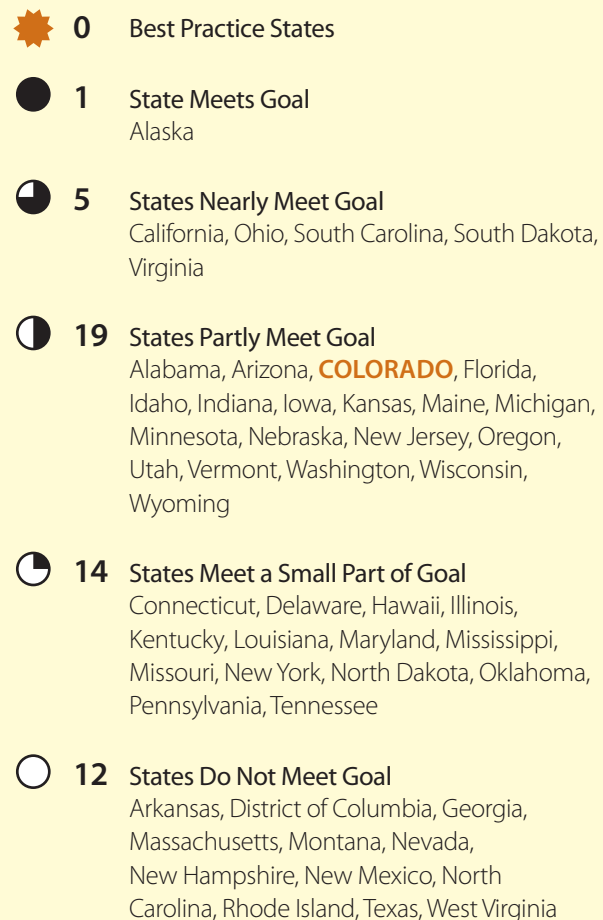 0 Best Practice States
1 State Meets Goal
Alaska
5 States Nearly Meet Goal
California, Ohio, South Carolina, South Dakota,
Virginia
19 States Partly Meet Goal
Alabama, Arizona, COLORADO, Florida,
Idaho, Indiana, Iowa, Kansas, Maine, Michigan,
Minnesota, Nebraska, New Jersey, Oregon,
Utah, Vermont, Washington, Wisconsin,
Wyoming
14 States Meet a Small Part of Goal
Connecticut, Delaware, Hawaii, Illinois,
Kentucky, Louisiana, Maryland, Mississippi,
Missouri, New York, North Dakota, Oklahoma,
Pennsylvania, Tennessee
12 States Do Not Meet Goal
Arkansas, District of Columbia, Georgia,
Massachusetts, Montana, Nevada,
New Hampshire, New Mexico, North
Carolina, Rhode Island, Texas, West Virginia